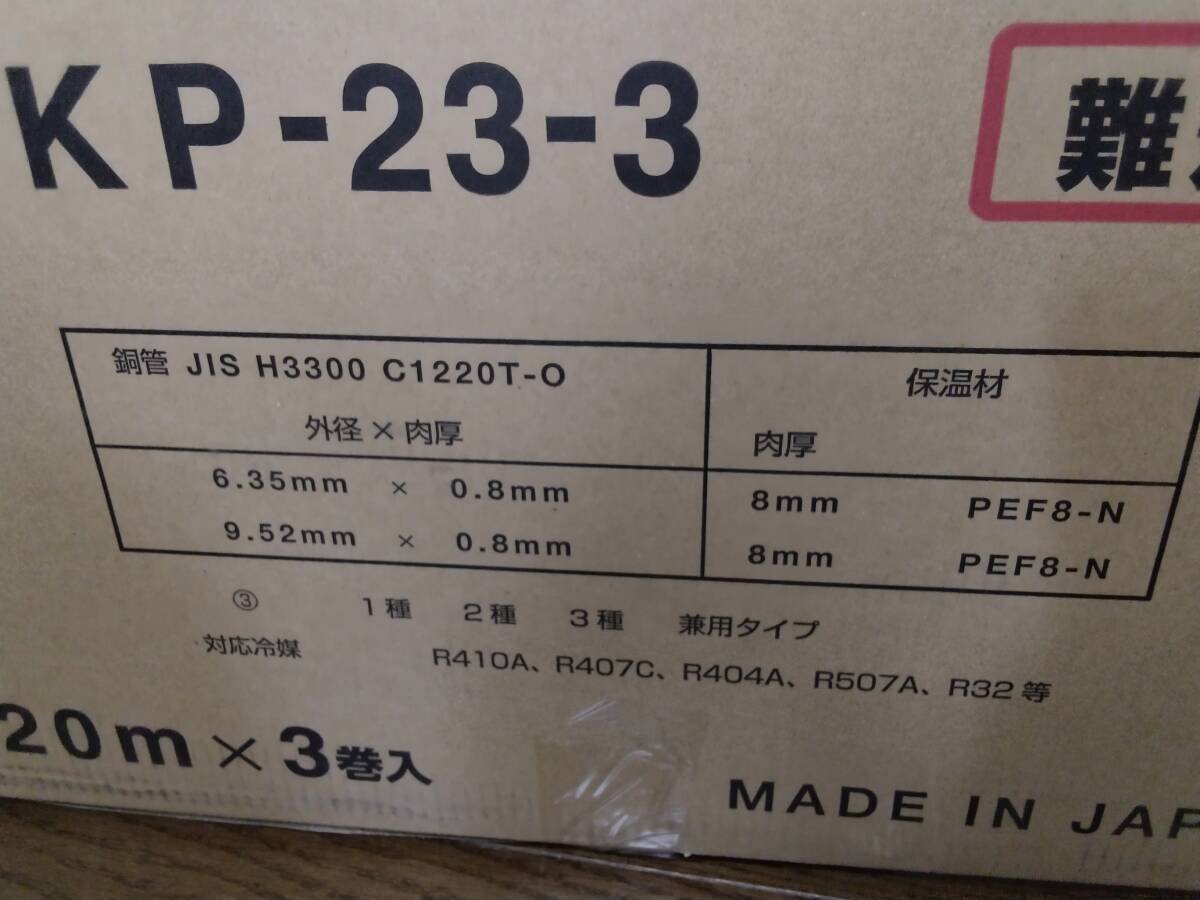 KP-23-3
難
銅管 JIS H3300 C1220T-O
外径×肉厚
保温材
肉厚
6.35mm × 0.8mm 8mm PEF8-N
9.52mm × 0.8mm 8mm PEF8-N
③ 1種 2種 3種 兼用タイプ
対応冷媒 R410A、R407C、R404A、R507A、R32等
20m×3巻入
MADE IN JAP